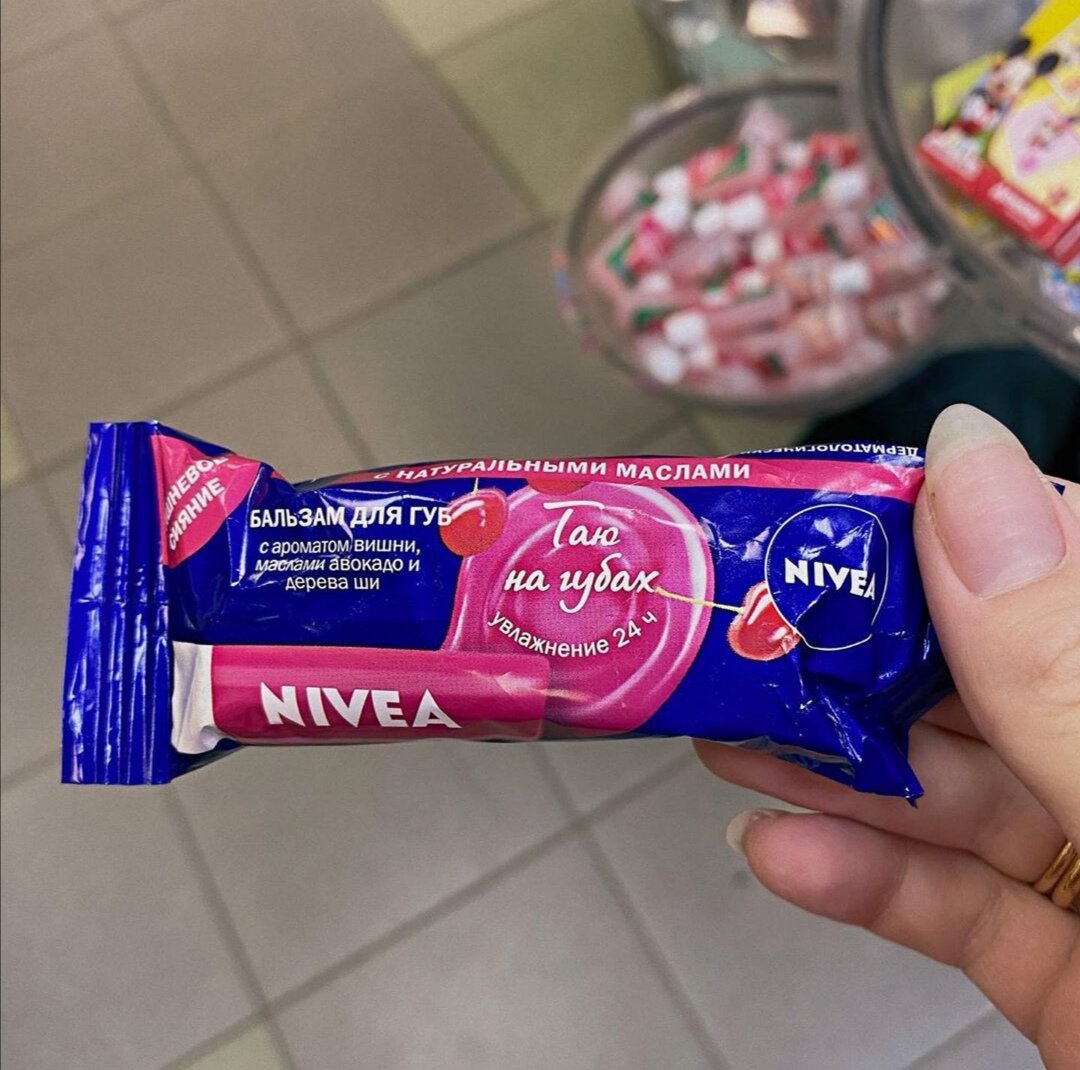 С НАТУРАЛЬНЫМИ МАСЛАМИ
СИЯНИЕ
БАЛЬЗАМ ДЛЯ ГУБ
с ароматом вишни,
маслами авокадо и
дерева ши
Таю
на губах
увлажнение 24 ч
NIVEA
NIVEA